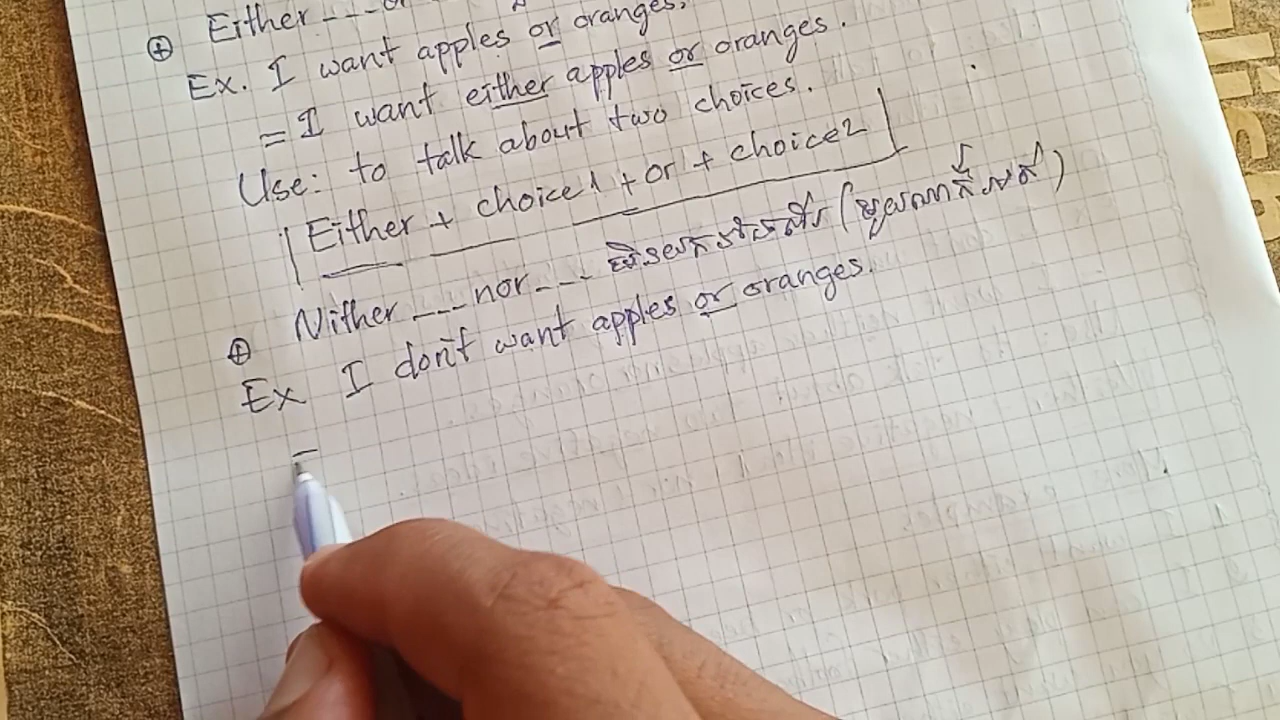 ⊕ Either ---or
Ex. I want apples or oranges.
= I want either apples or oranges.
Use: to talk about two choices.
Either + choice1 + or + choice2
⊕ Nither ---nor---
Ex I don't want apples or oranges.